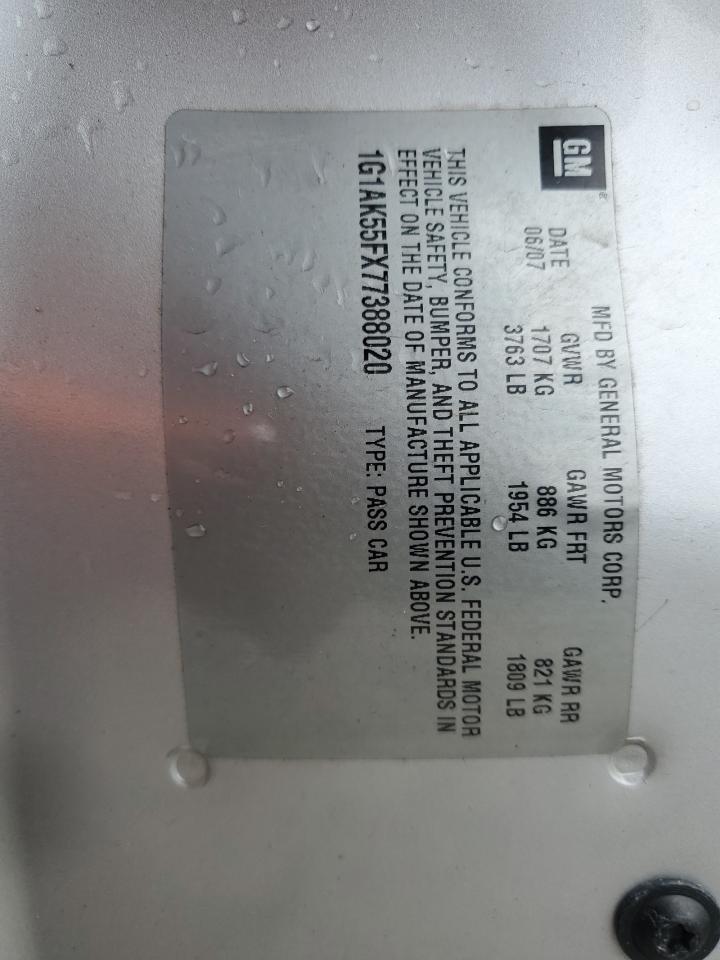 GM®
MFD BY GENERAL MOTORS CORP.
DATE GVWR GAWR FRT GAWR RR
06/07 1707 KG 886 KG 821 KG
3763 LB 1954 LB 1809 LB
THIS VEHICLE CONFORMS TO ALL APPLICABLE U.S. FEDERAL MOTOR
VEHICLE SAFETY, BUMPER, AND THEFT PREVENTION STANDARDS IN
EFFECT ON THE DATE OF MANUFACTURE SHOWN ABOVE.
1G1AK55FX77388020 TYPE: PASS CAR